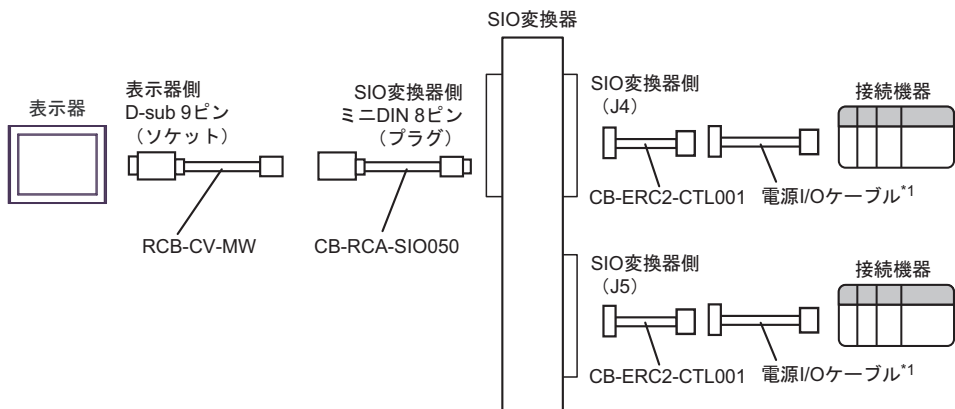 SIO変換器
表示器
表示器側
D-sub 9ピン
（ソケット）
RCB-CV-MW
SIO変換器側
ミニDIN 8ピン
（プラグ）
CB-RCA-SIO050
SIO変換器側
（J4）
CB-ERC2-CTL001
電源I/Oケーブル*1
接続機器
SIO変換器側
（J5）
CB-ERC2-CTL001
電源I/Oケーブル*1
接続機器